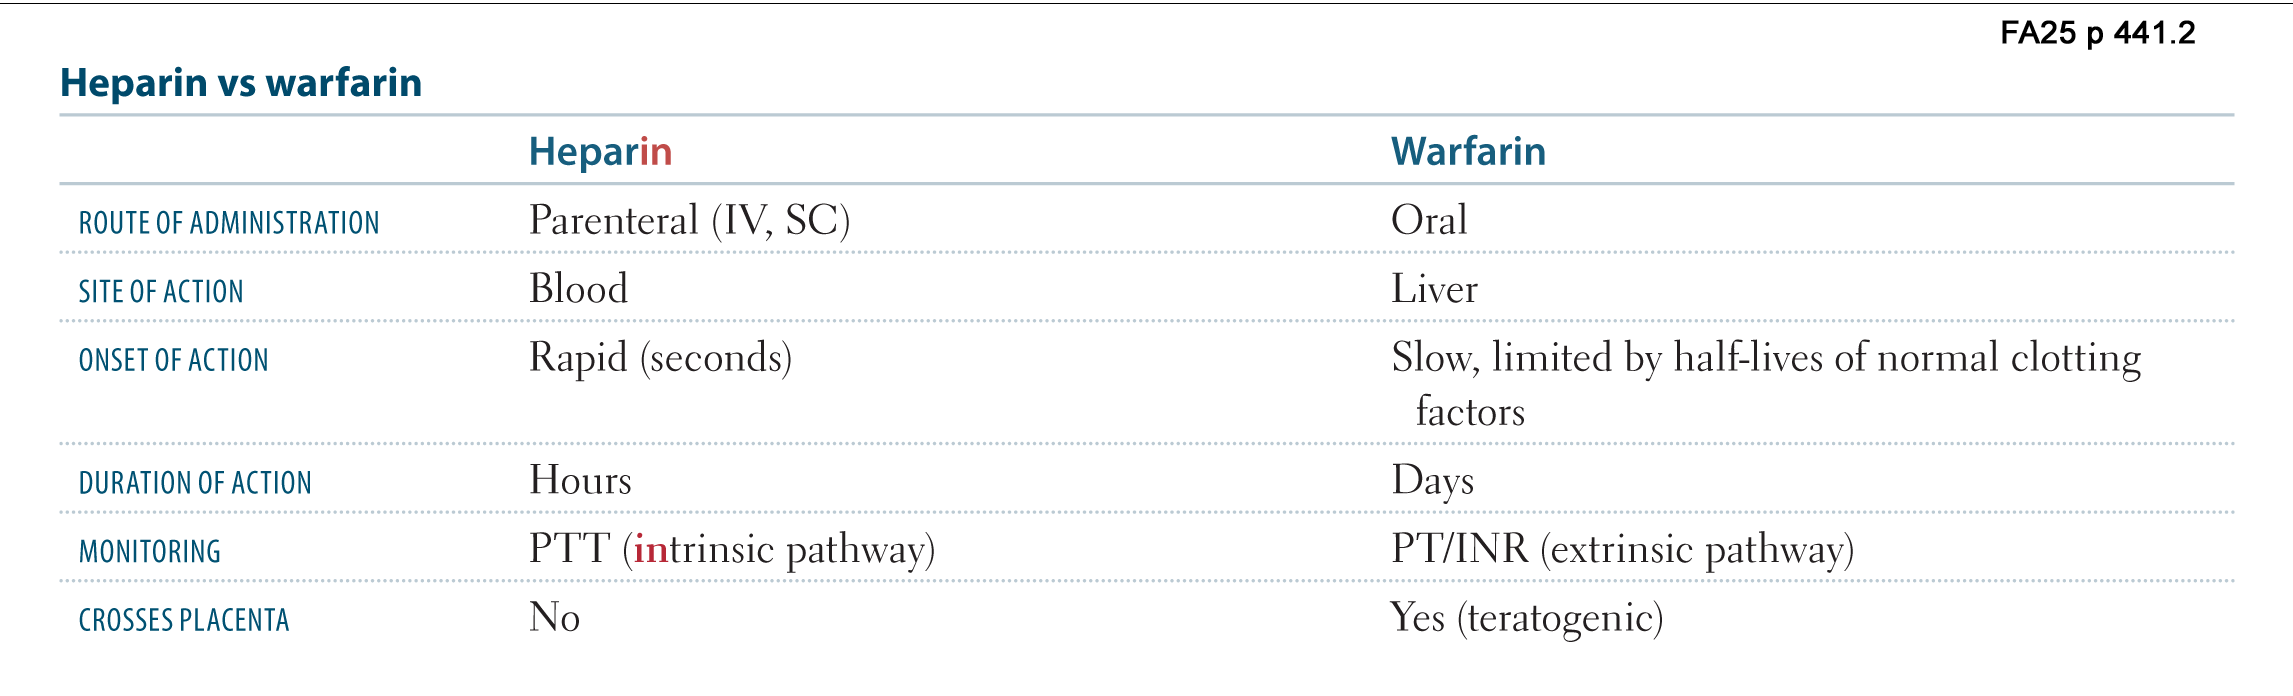 FA25 p 441.2
Heparin vs warfarin
Heparin Warfarin
ROUTE OF ADMINISTRATION Parenteral (IV, SC) Oral
SITE OF ACTION Blood Liver
ONSET OF ACTION Rapid (seconds) Slow, limited by half-lives of normal clotting
factors
DURATION OF ACTION Hours Days
MONITORING PTT (intrinsic pathway) PT/INR (extrinsic pathway)
CROSSES PLACENTA No Yes (teratogenic)